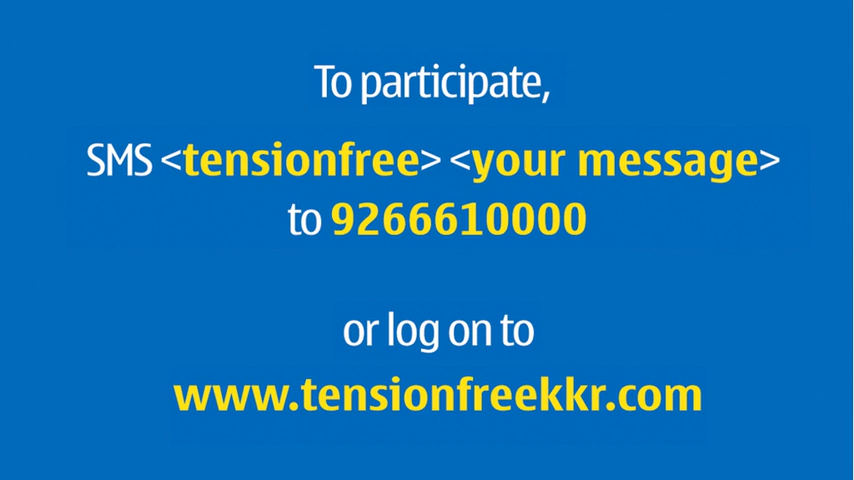 To participate,
SMS <tensionfree> <your message>
to 9266610000
or log on to
www.tensionfreekkr.com